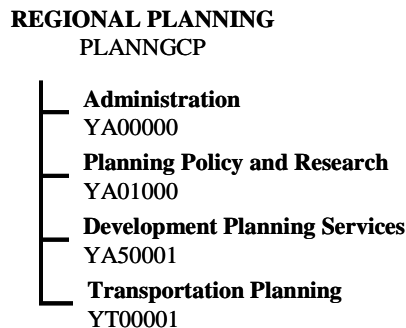 REGIONAL PLANNING
PLANNGCP
Administration
YA00000
Planning Policy and Research
YA01000
Development Planning Services
YA50001
Transportation Planning
YT00001